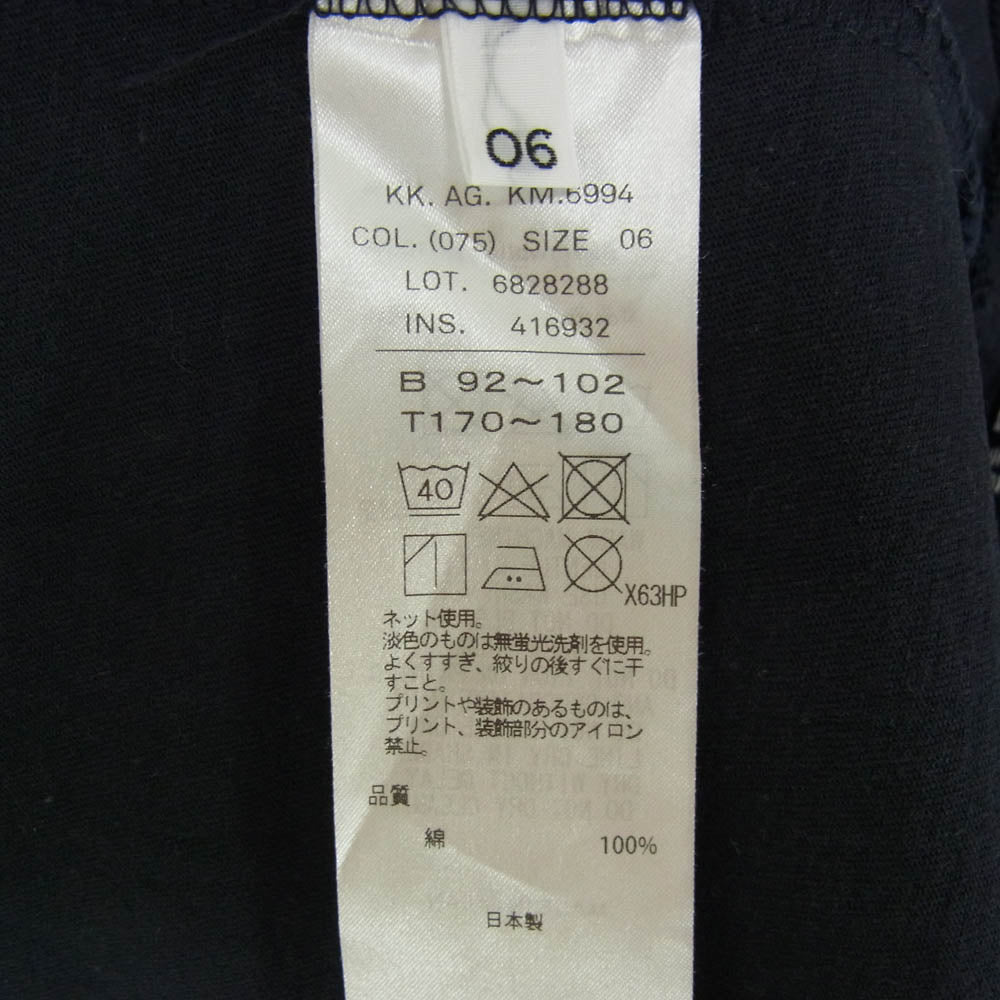 06
KK. AG. KM.6994
COL. (075) SIZE 06
LOT. 6828288
INS. 416932
B 92～102
T170～180
40
X63HP
ネット使用。
淡色のものは無蛍光洗剤を使用。
よくすすぎ、絞りの後すぐに干
すこと。
プリントや装飾のあるものは、
プリント、装飾部分のアイロン
禁止。
品質
綿 100%
日本製